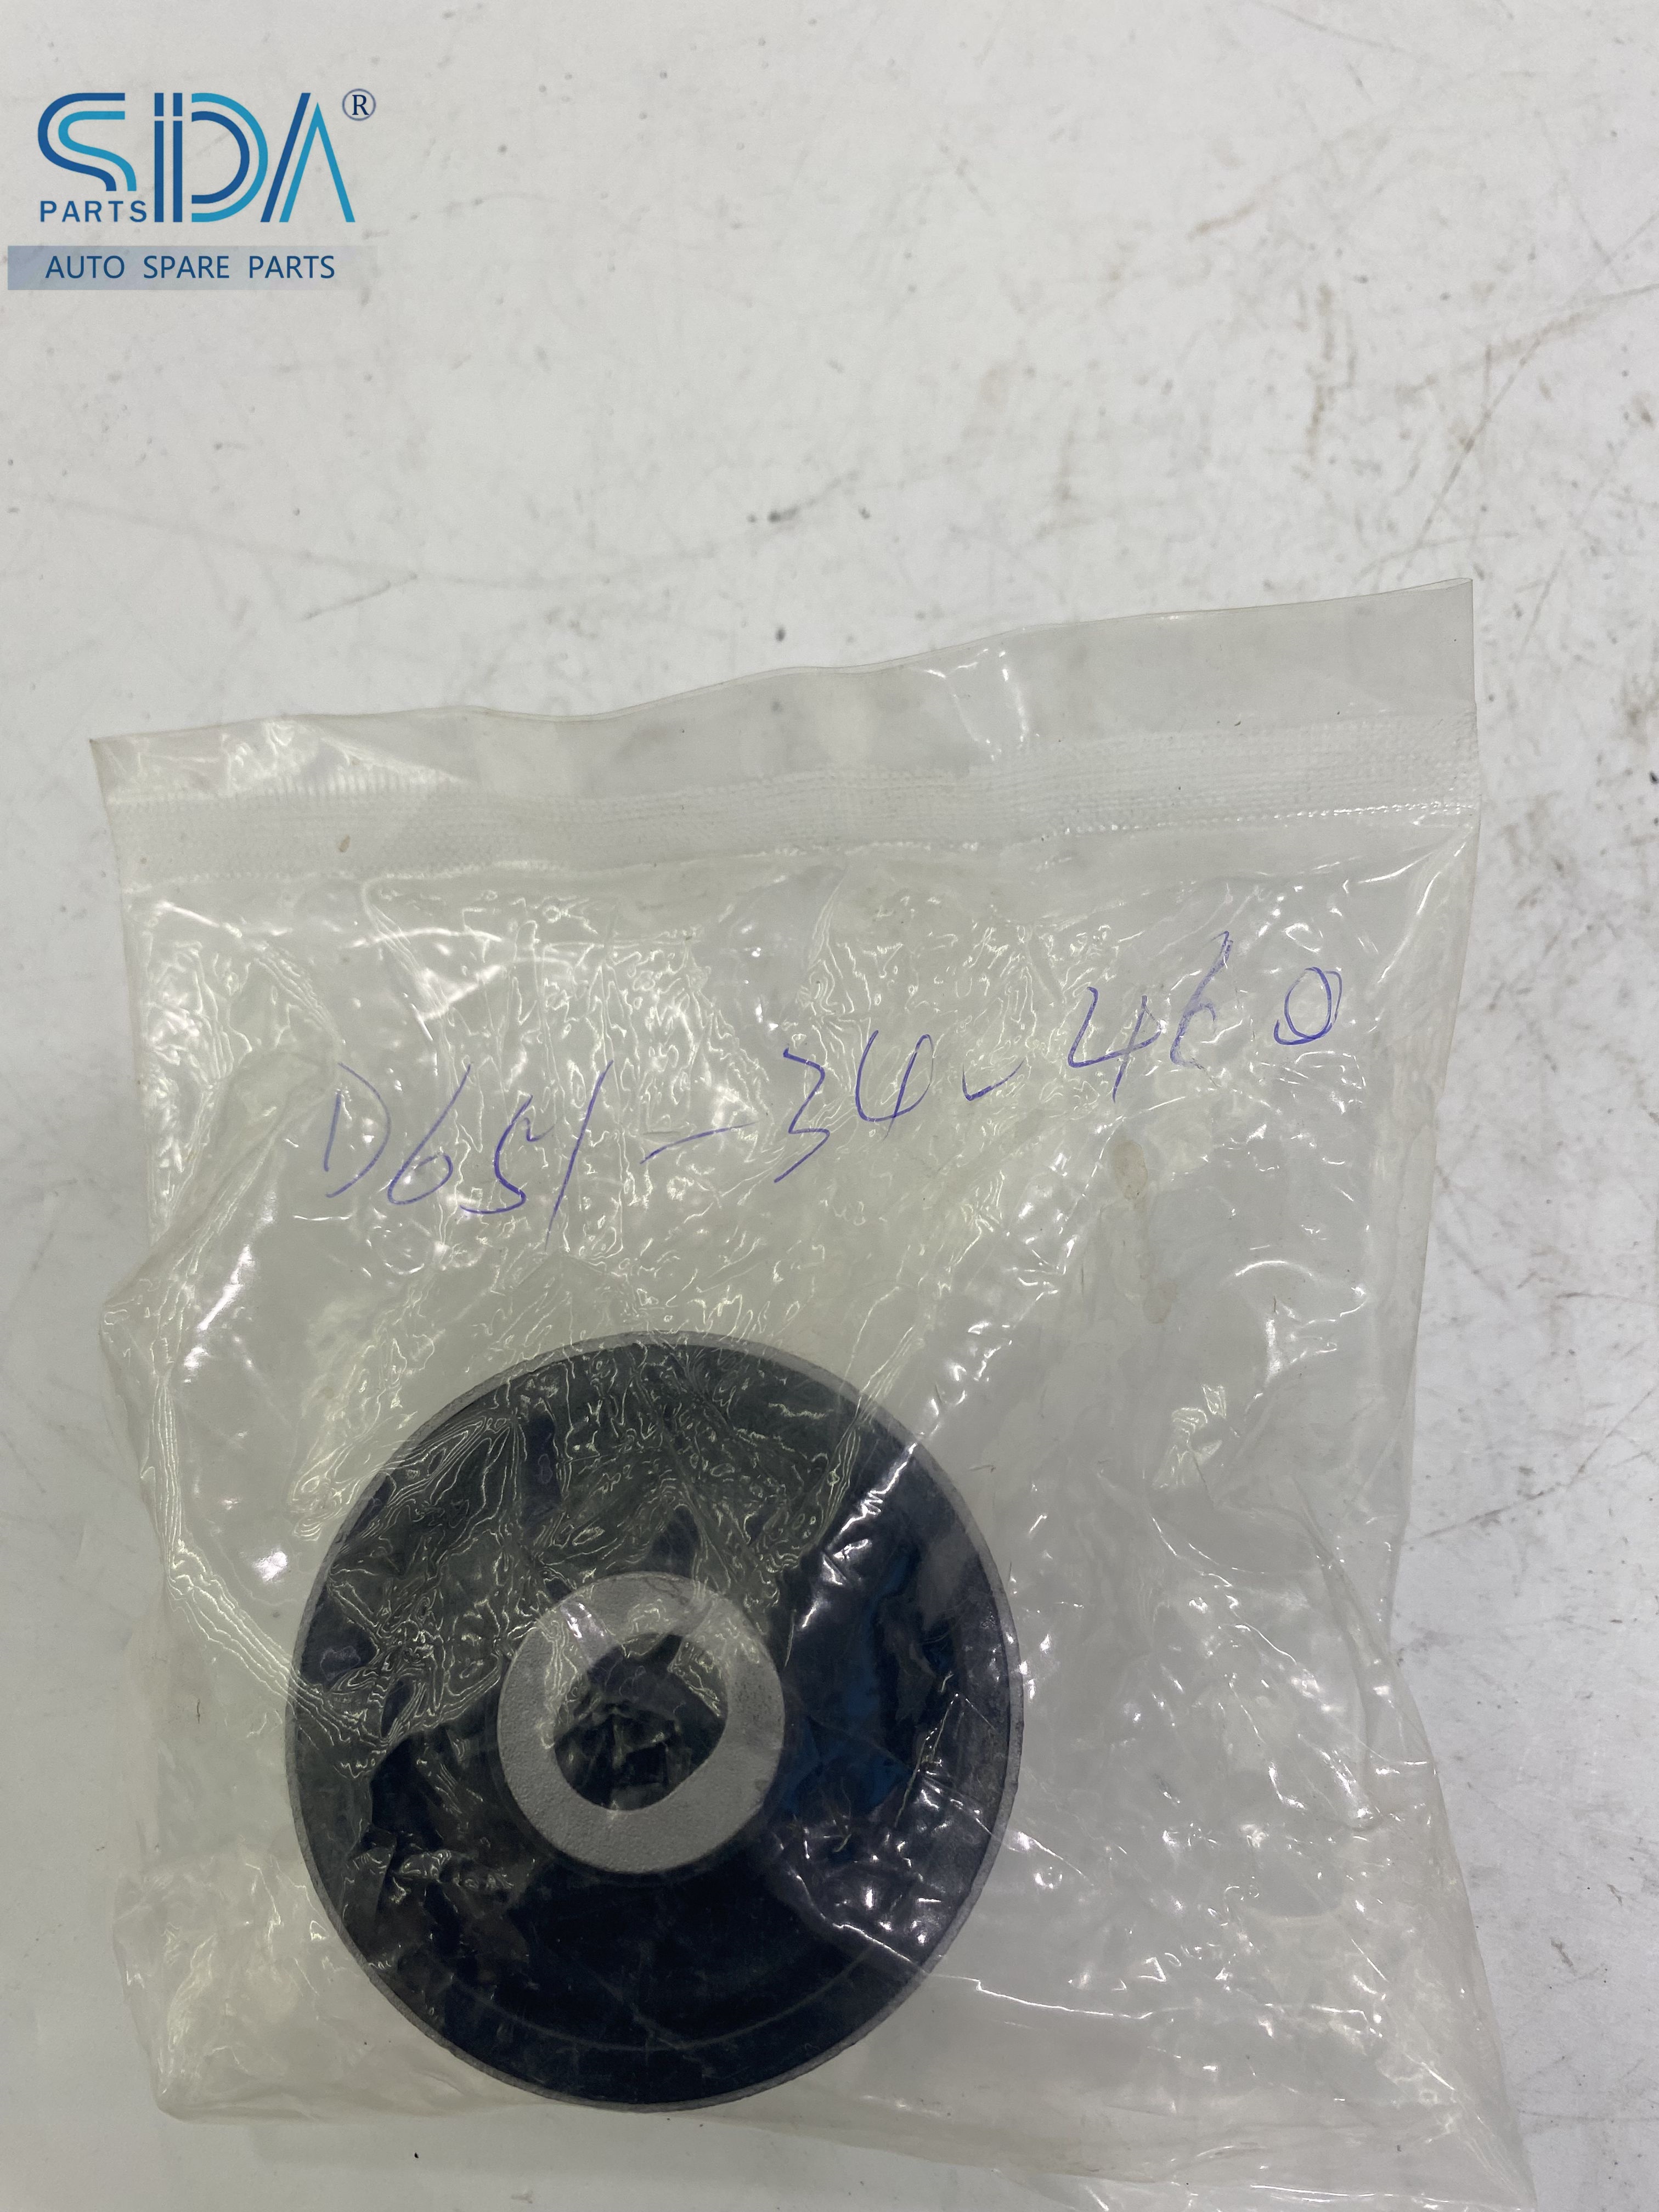 SIDA®
PARTS
AUTO SPARE PARTS
D651-34-460